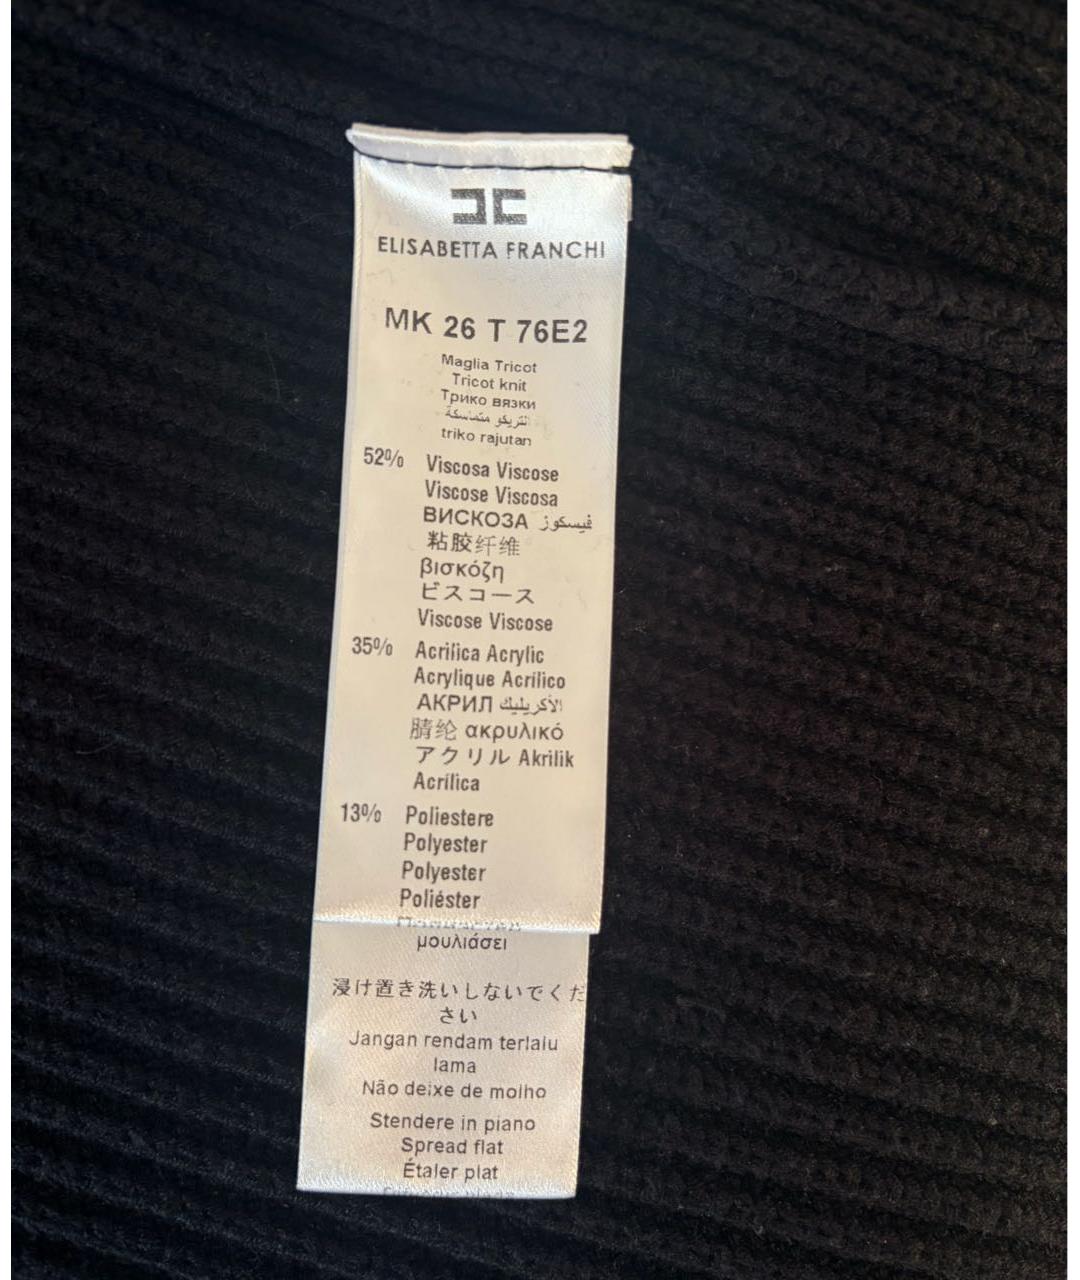 ELISABETTA FRANCHI
MK 26 T 76E2
Maglia Tricot
Tricot knit
Трико вязки
التريكو متماسكة
triko rajutan
52% Viscosa Viscose
Viscose Viscosa
ВИСКОЗА فيسكوز
粘胶纤维
βισκόζη
ビスコース
Viscose Viscose
35% Acrilica Acrylic
Acrylique Acrílico
АКРИЛ الأكريليك
腈纶 ακρυλικό
アクリル Akrilik
Acrílica
13% Poliestere
Polyester
Polyester
Poliéster
μουλιάσει
浸け置き洗いしないでくだ
さい
Jangan rendam terlalu
lama
Não deixe de molho
Stendere in piano
Spread flat
Étaler plat